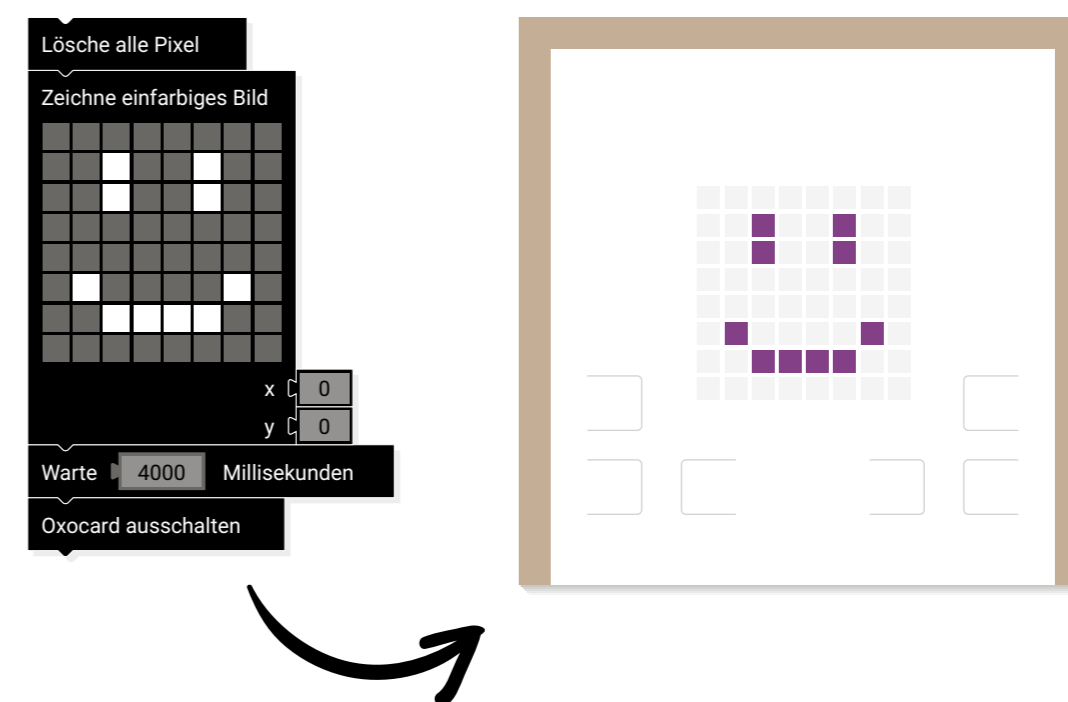 Lösche alle Pixel
Zeichne einfarbiges Bild
x 0
y 0
Warte 4000 Millisekunden
Oxocard ausschalten